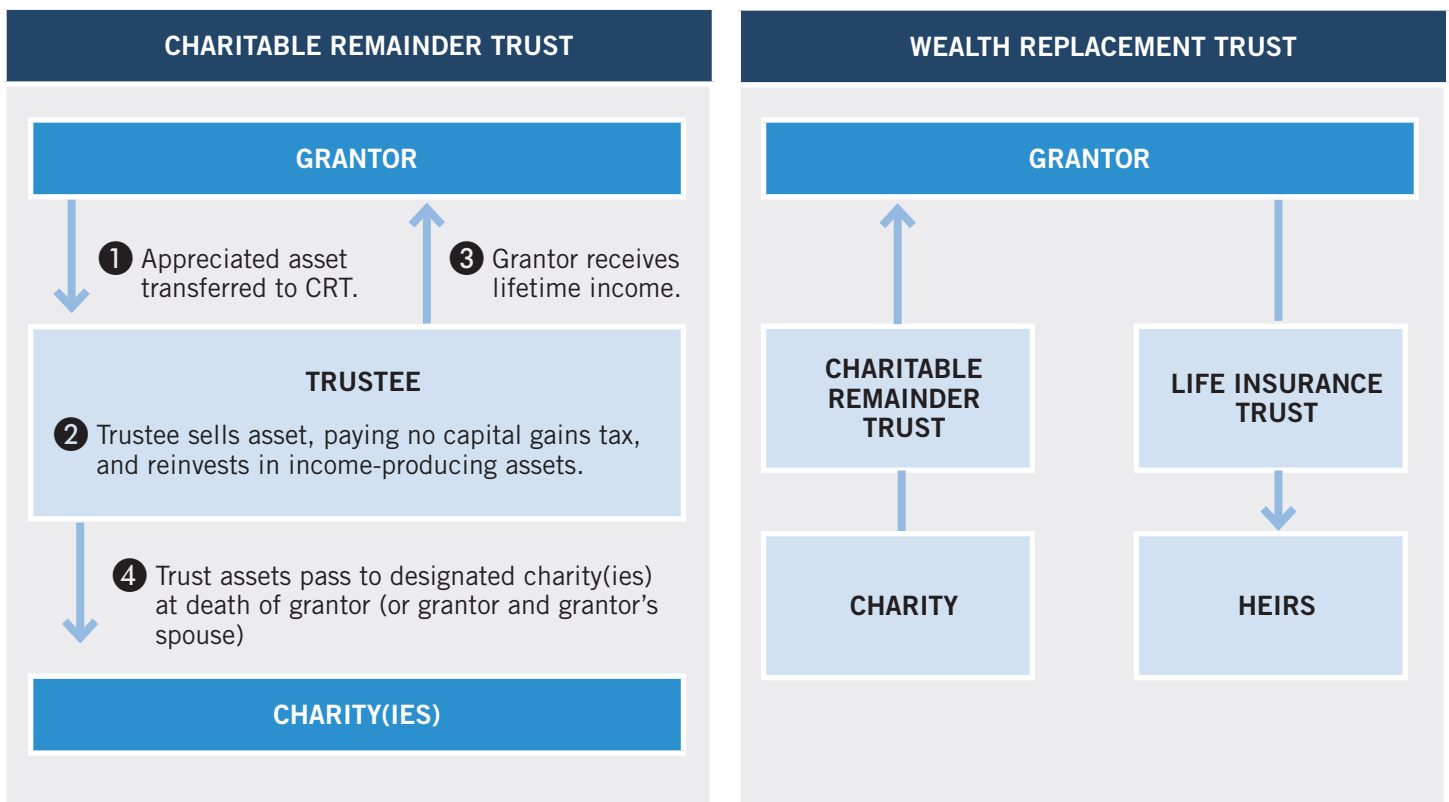 CHARITABLE REMAINDER TRUST
GRANTOR
1 Appreciated asset
transferred to CRT.
3 Grantor receives
lifetime income.
TRUSTEE
2 Trustee sells asset, paying no capital gains tax,
and reinvests in income-producing assets.
4 Trust assets pass to designated charity(ies)
at death of grantor (or grantor and grantor's
spouse)
CHARITY(IES)
WEALTH REPLACEMENT TRUST
GRANTOR
CHARITABLE
REMAINDER
TRUST
LIFE INSURANCE
TRUST
CHARITY
HEIRS